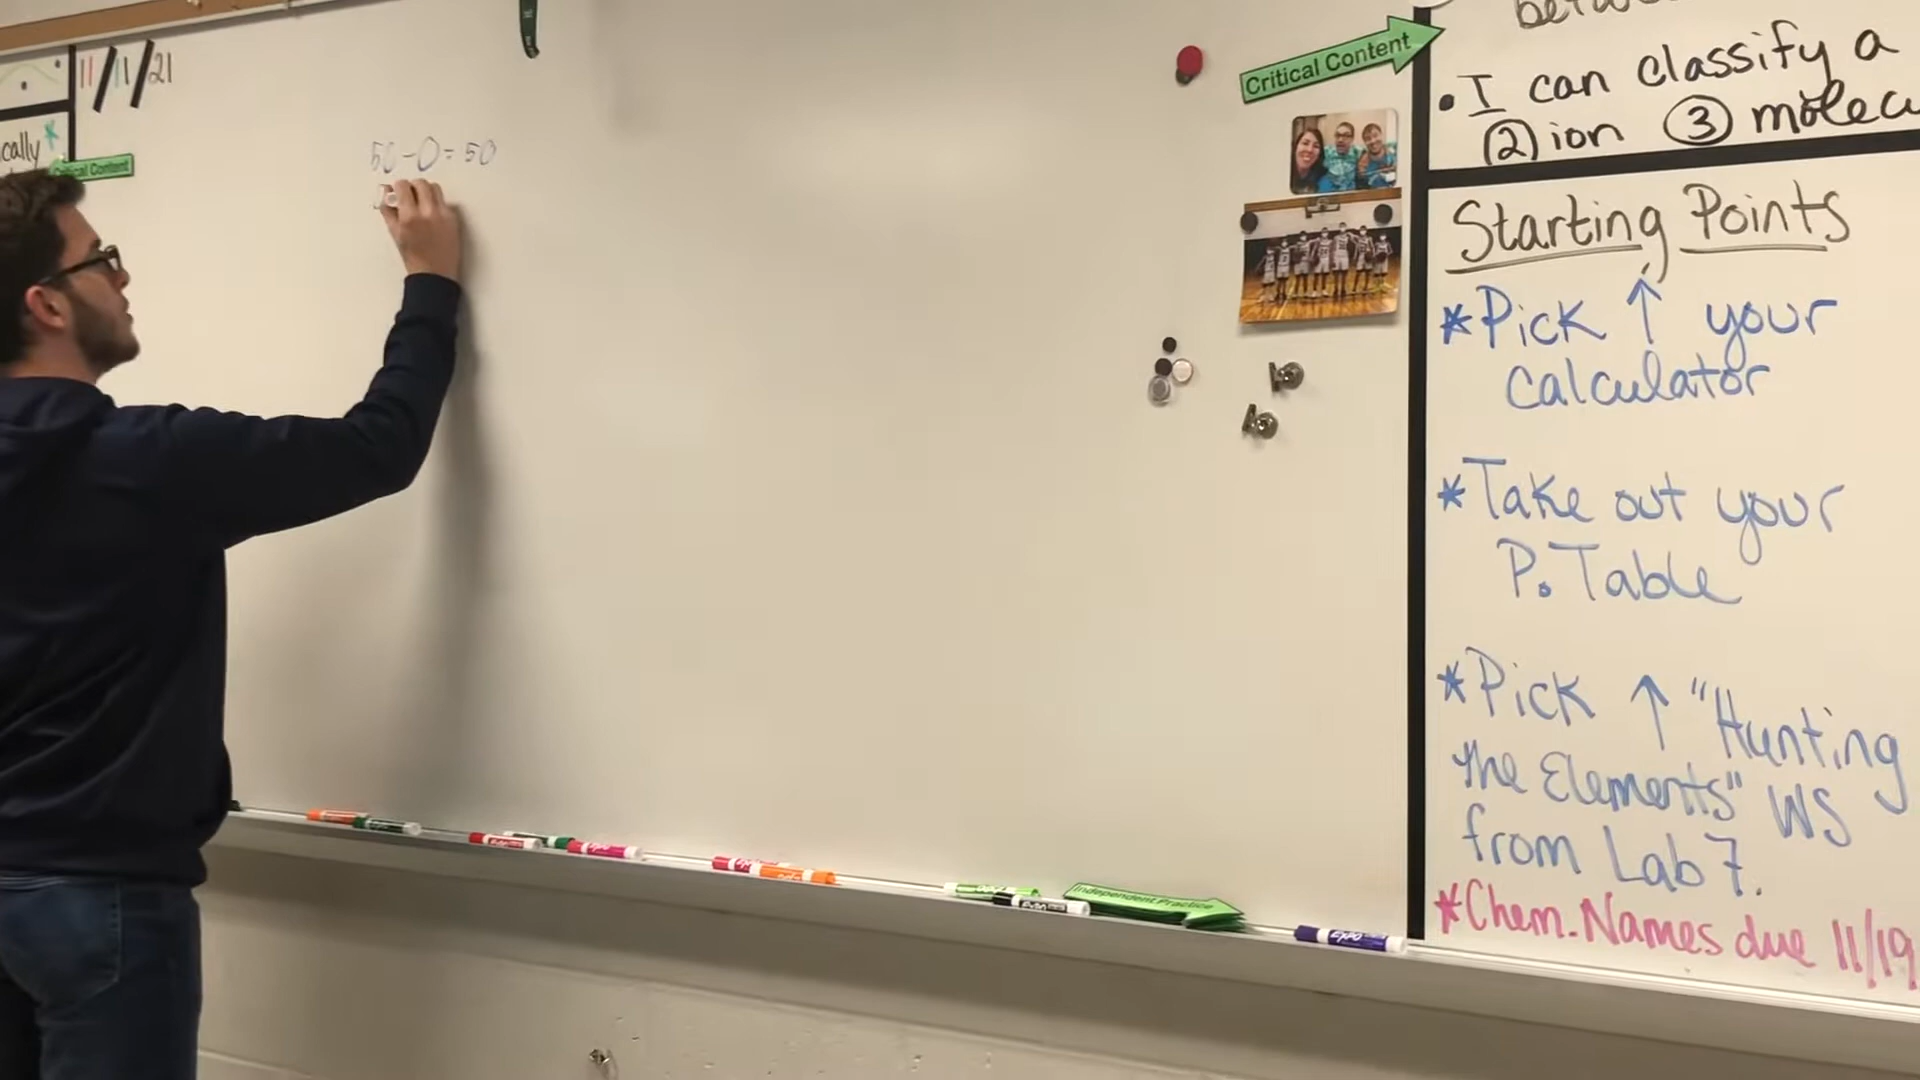 11/11/21
cally*
Critical Content
50-0=50
Critical Content
• I can classify a
② ion ③ molecu
Starting Points
*Pick ↑ your
calculator
*Take out your
P. Table
*Pick ↑ "Hunting
the Elements" WS
from Lab 7.
*Chem. Names due 11/19
Independent Practice
EXPO
EXPO